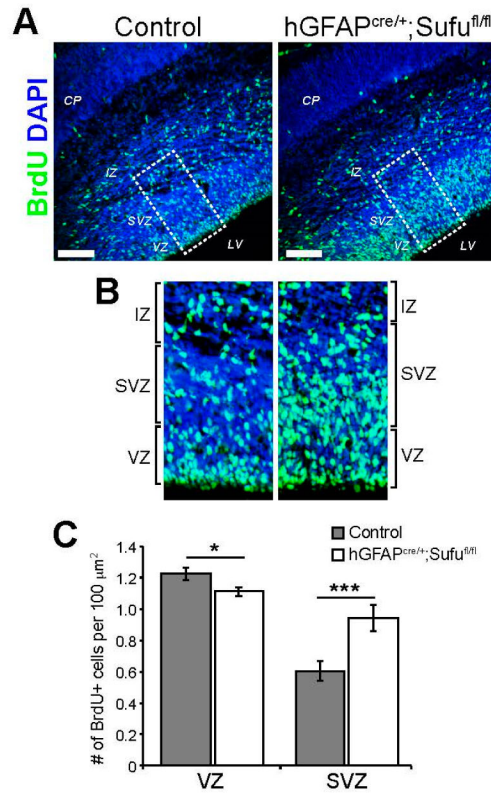 A
Control
hGFAPcre/+;Sufufl/fl
BrdU DAPI
CP
IZ
SVZ
VZ
LV
CP
IZ
SVZ
VZ
LV
B
IZ
SVZ
VZ
IZ
SVZ
VZ
C
Control
hGFAPcre/+;Sufufl/fl
# of BrdU+ cells per 100 μm2
1.4
1.2
1.0
0.8
0.6
0.4
0.2
0
*
***
VZ
SVZ